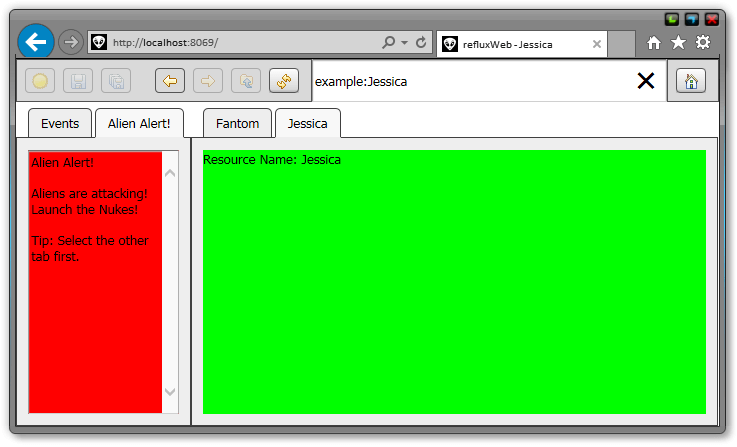 http://localhost:8069/
refluxWeb - Jessica
example:Jessica
Events
Alien Alert!
Fantom
Jessica
Alien Alert!
Aliens are attacking!
Launch the Nukes!
Tip: Select the other
tab first.
Resource Name: Jessica